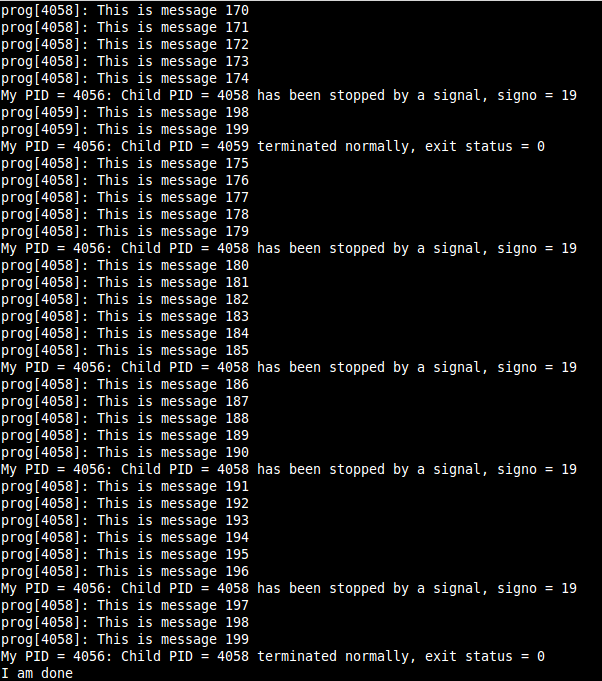 prog[4058]: This is message 170
prog[4058]: This is message 171
prog[4058]: This is message 172
prog[4058]: This is message 173
prog[4058]: This is message 174
My PID = 4056: Child PID = 4058 has been stopped by a signal, signo = 19
prog[4059]: This is message 198
prog[4059]: This is message 199
My PID = 4056: Child PID = 4059 terminated normally, exit status = 0
prog[4058]: This is message 175
prog[4058]: This is message 176
prog[4058]: This is message 177
prog[4058]: This is message 178
prog[4058]: This is message 179
My PID = 4056: Child PID = 4058 has been stopped by a signal, signo = 19
prog[4058]: This is message 180
prog[4058]: This is message 181
prog[4058]: This is message 182
prog[4058]: This is message 183
prog[4058]: This is message 184
prog[4058]: This is message 185
My PID = 4056: Child PID = 4058 has been stopped by a signal, signo = 19
prog[4058]: This is message 186
prog[4058]: This is message 187
prog[4058]: This is message 188
prog[4058]: This is message 189
prog[4058]: This is message 190
My PID = 4056: Child PID = 4058 has been stopped by a signal, signo = 19
prog[4058]: This is message 191
prog[4058]: This is message 192
prog[4058]: This is message 193
prog[4058]: This is message 194
prog[4058]: This is message 195
prog[4058]: This is message 196
My PID = 4056: Child PID = 4058 has been stopped by a signal, signo = 19
prog[4058]: This is message 197
prog[4058]: This is message 198
prog[4058]: This is message 199
My PID = 4056: Child PID = 4058 terminated normally, exit status = 0
I am done